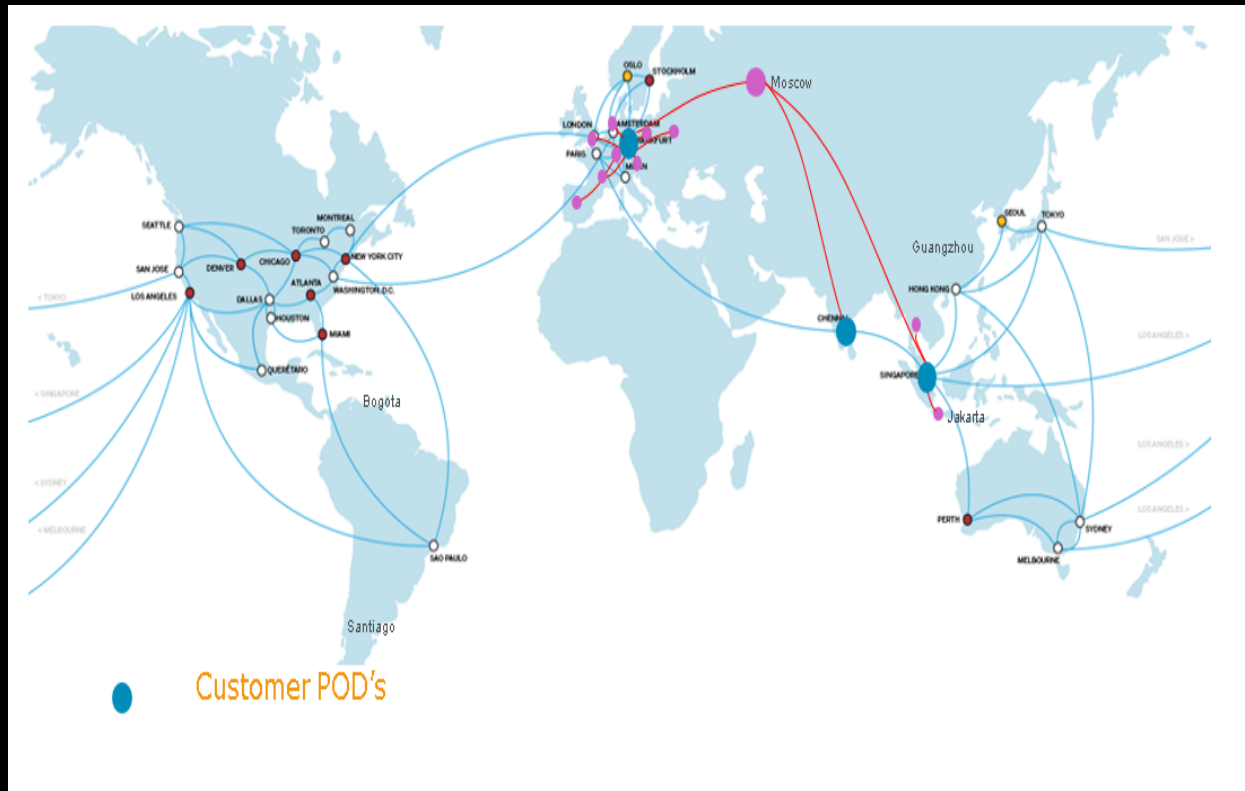 OSLO
STOCKHOLM
Moscow
LONDON
AMSTERDAM
PARIS
SEATTLE
MONTREAL
TORONTO
CHICAGO
NEW YORK CITY
SAN JOSE
DENVER
ATLANTA
WASHINGTON, D.C.
LOS ANGELES
DALLAS
HOUSTON
MIAMI
QUERÉTARO
< TOKYO
< SINGAPORE
< SYDNEY
< MELBOURNE
Bogota
SAO PAULO
Santiago
SEOUL
TOKYO
SAN JOSE >
Guangzhou
HONG KONG
LOS ANGELES >
SINGAPORE
Jakarta
LOS ANGELES >
LOS ANGELES >
PERTH
SYDNEY
MELBOURNE
Customer POD's